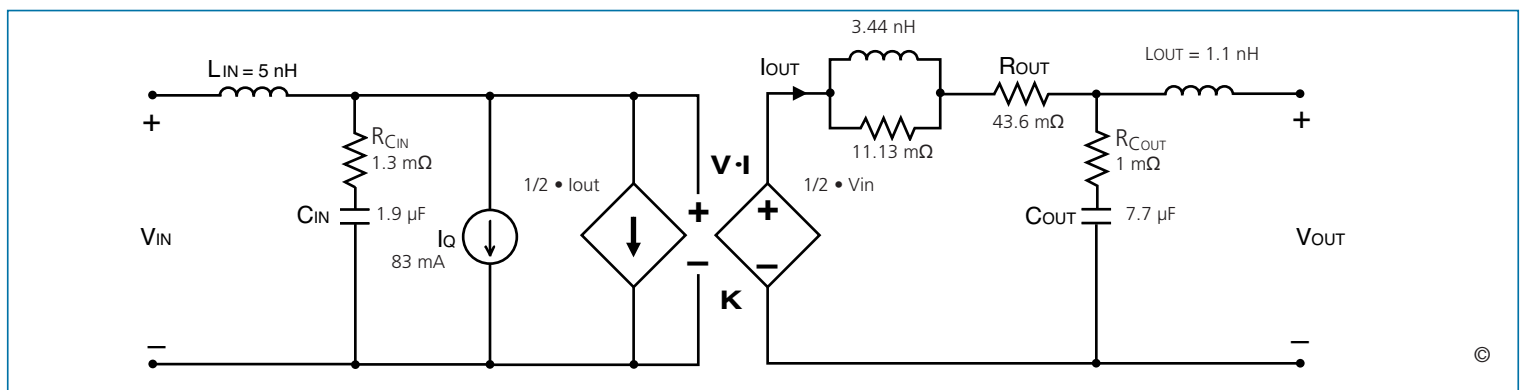 3.44 nH
LIN = 5 nH
IOUT
ROUT
LOUT = 1.1 nH
+
+
RCIN
1.3 mΩ
43.6 mΩ
11.13 mΩ
RCOUT
1 mΩ
V•I
1/2 • Iout
1/2 • Vin
CIN
1.9 µF
+
+
COUT
7.7 µF
VIN
IQ
83 mA
VOUT
–
–
K
–
–
©